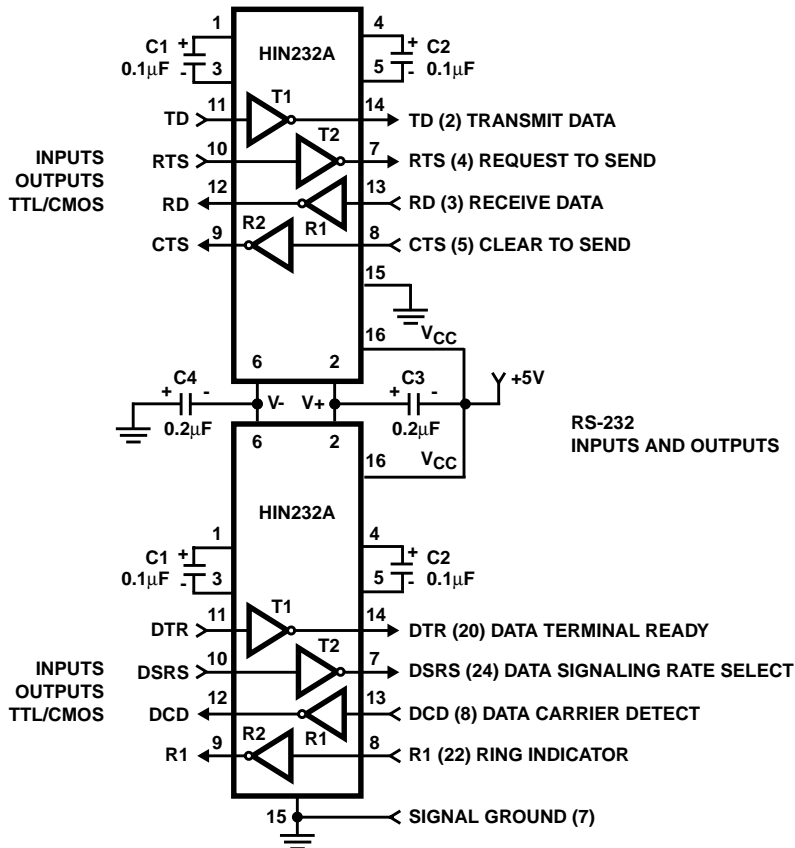 1
4
C1
+
HIN232A
+
C2
0.1µF
-
3
5
-
0.1µF
T1
TD
11
14
TD (2) TRANSMIT DATA
T2
RTS
10
7
RTS (4) REQUEST TO SEND
INPUTS
OUTPUTS
TTL/CMOS
RD
12
13
RD (3) RECEIVE DATA
R2
R1
CTS
9
8
CTS (5) CLEAR TO SEND
15
16
VCC
6
2
C4
+
-
V-
V+
C3
+
-
+5V
0.2µF
0.2µF
RS-232
INPUTS AND OUTPUTS
6
2
16
VCC
HIN232A
1
4
C1
+
+
C2
0.1µF
-
3
5
-
0.1µF
T1
DTR
11
14
DTR (20) DATA TERMINAL READY
T2
DSRS
10
7
DSRS (24) DATA SIGNALING RATE SELECT
INPUTS
OUTPUTS
TTL/CMOS
DCD
12
13
DCD (8) DATA CARRIER DETECT
R2
R1
R1
9
8
R1 (22) RING INDICATOR
15
SIGNAL GROUND (7)